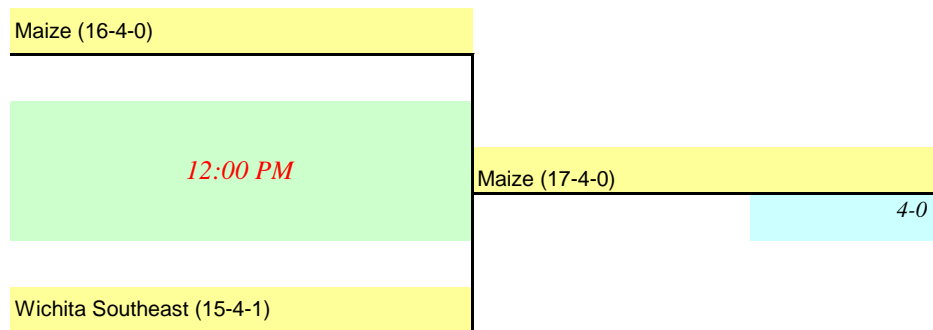 Maize (16-4-0)
12:00 PM
Maize (17-4-0)
4-0
Wichita Southeast (15-4-1)